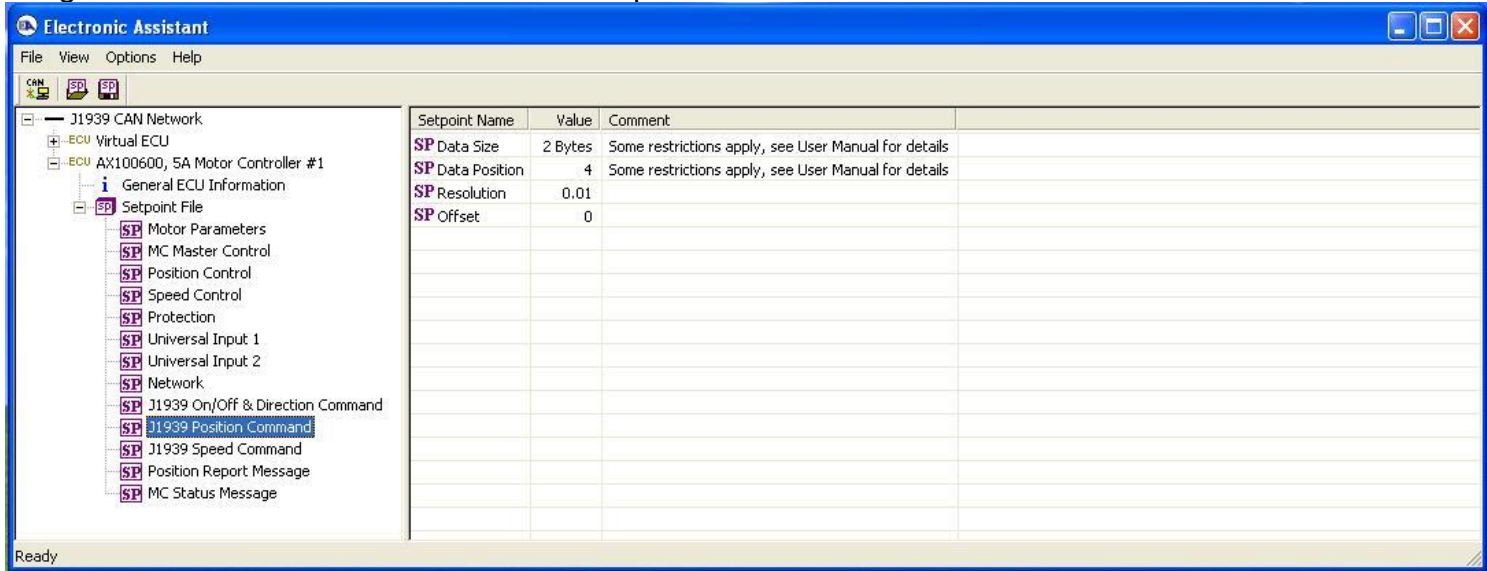 Electronic Assistant
File View Options Help
CAN SP SP
J1939 CAN Network
ECU Virtual ECU
ECU AX100600, 5A Motor Controller #1
i General ECU Information
SP Setpoint File
SP Motor Parameters
SP MC Master Control
SP Position Control
SP Speed Control
SP Protection
SP Universal Input 1
SP Universal Input 2
SP Network
SP J1939 On/Off & Direction Command
SP J1939 Position Command
SP J1939 Speed Command
SP Position Report Message
SP MC Status Message
Setpoint Name Value Comment
SP Data Size 2 Bytes Some restrictions apply, see User Manual for details
SP Data Position 4 Some restrictions apply, see User Manual for details
SP Resolution 0.01
SP Offset 0
Ready